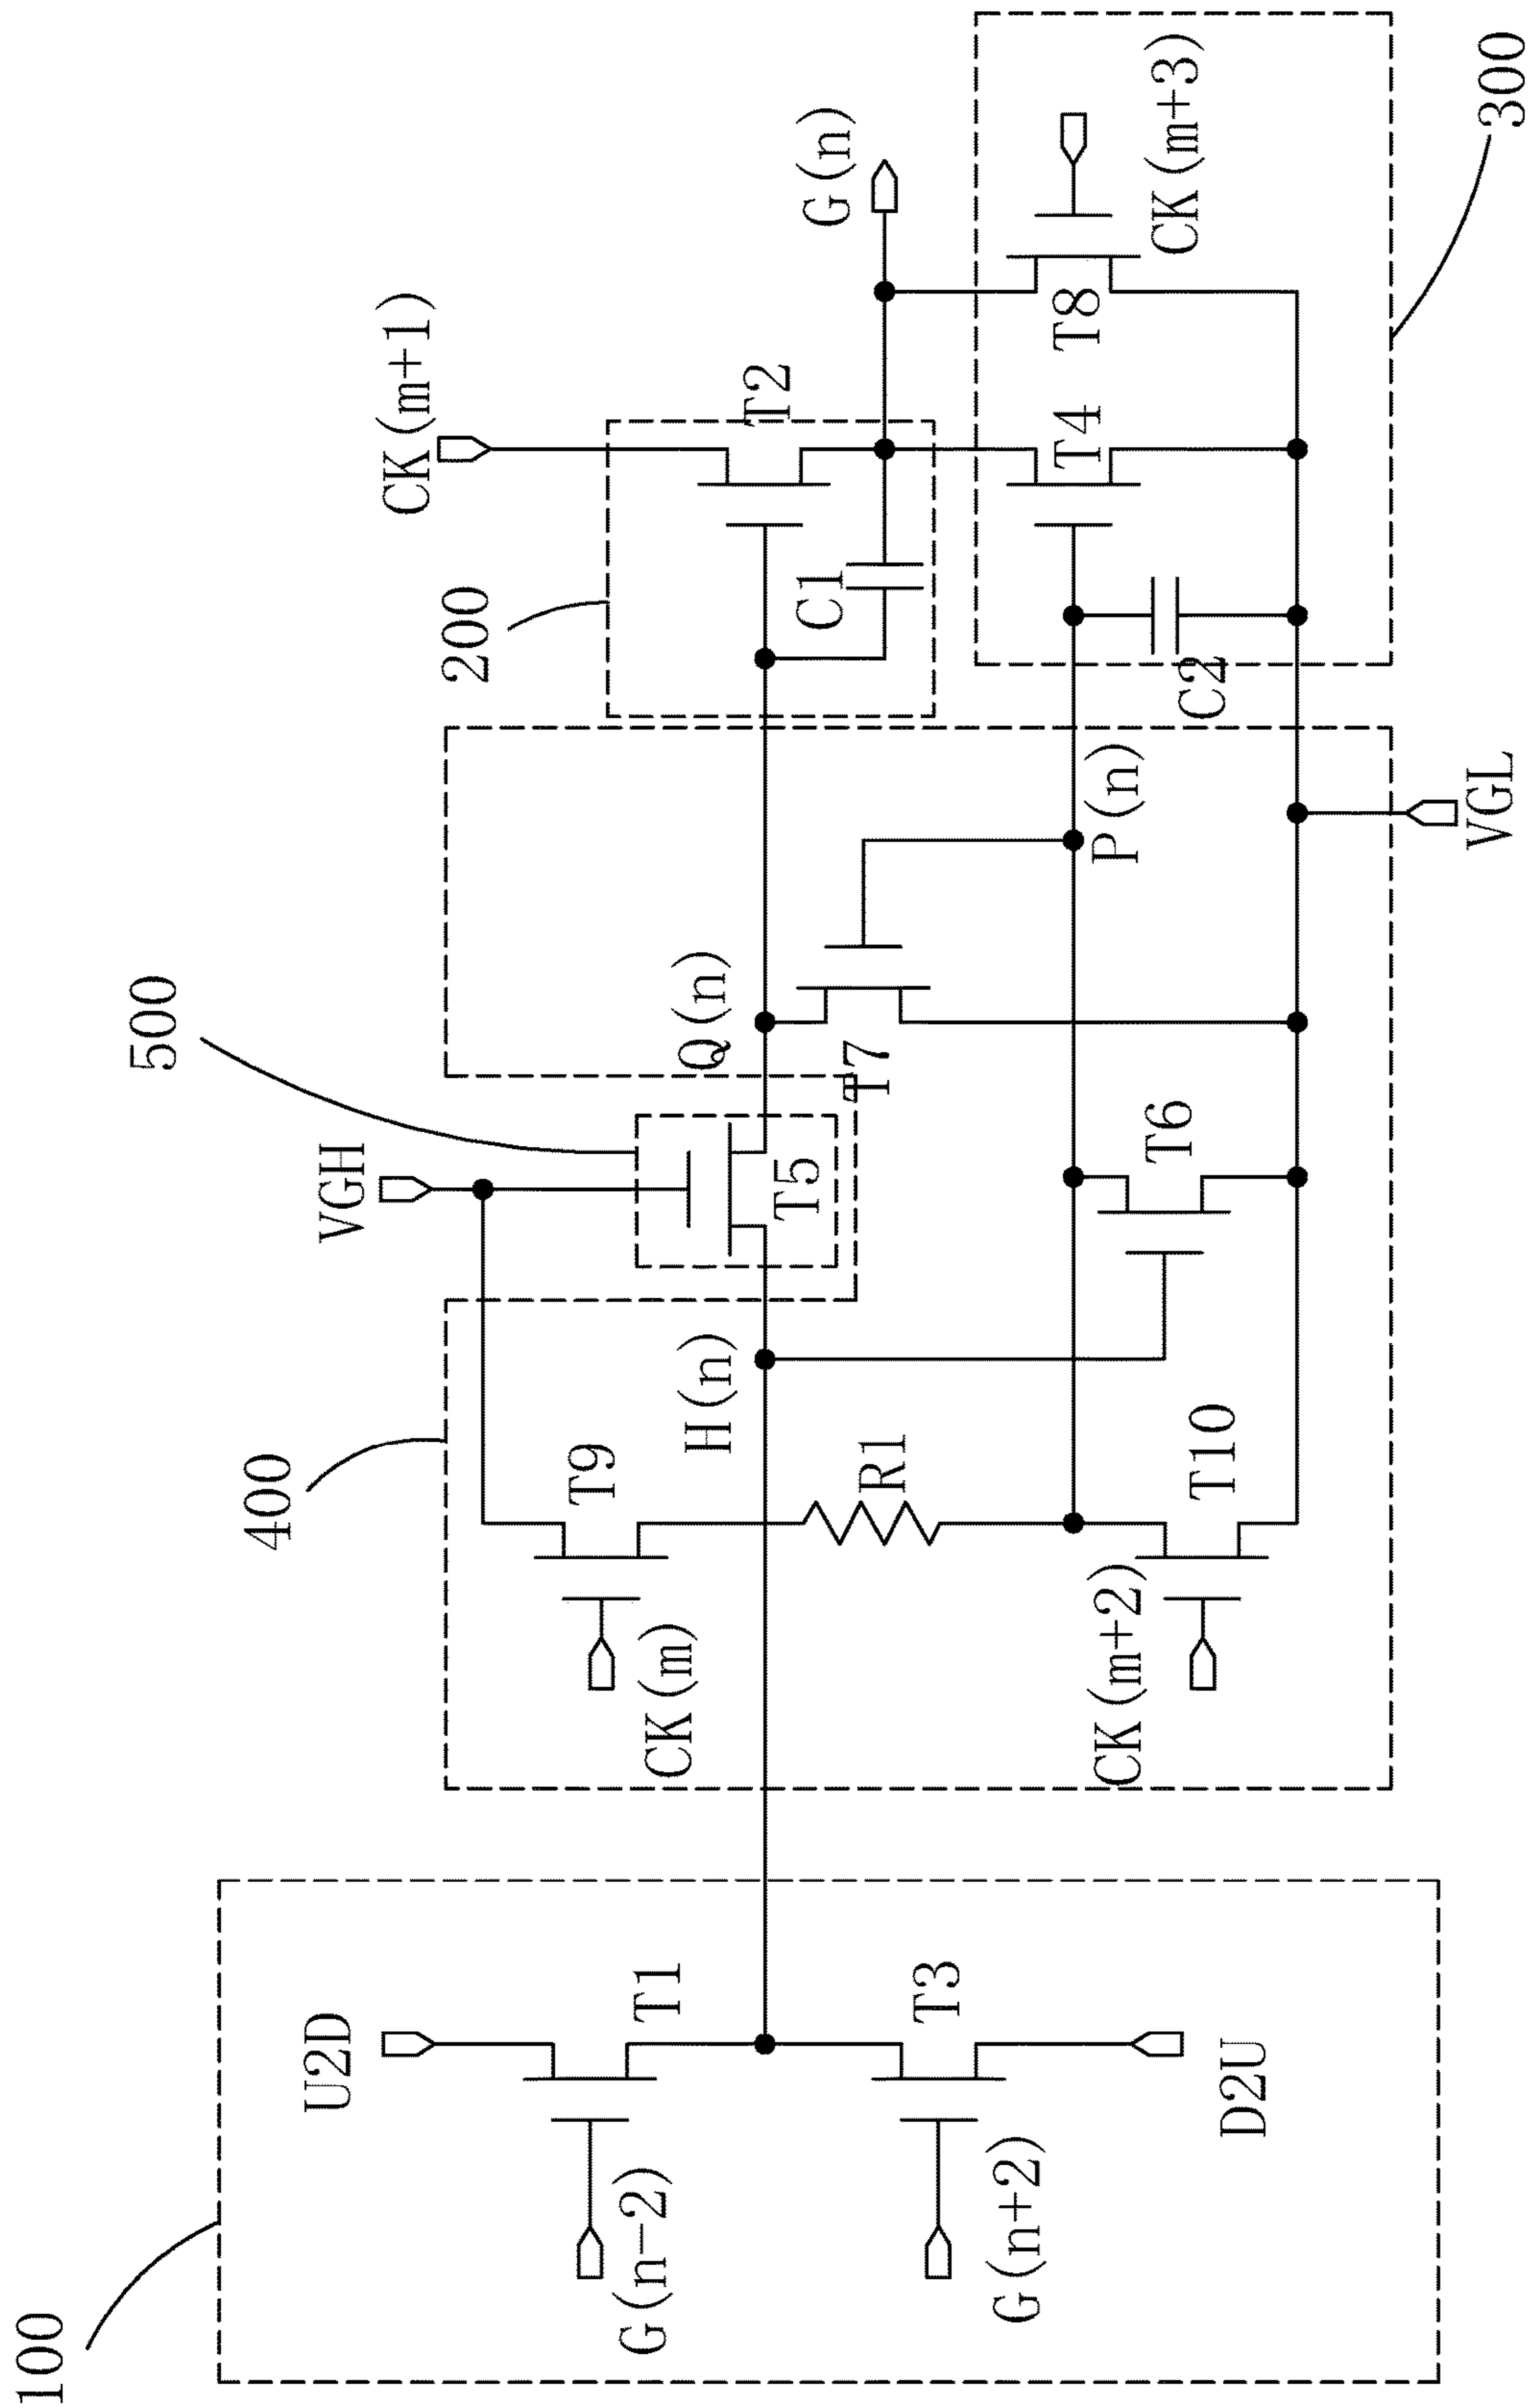 100
U2D
G(n-2)
T1
G(n+2)
T3
D2U
400
CK(m)
T9
H(n)
R1
CK(m+2)
T10
VGH
500
T5
T6
Q(n)
T7
P(n)
VGL
200
CK(m+1)
T2
C1
C2
G(n)
T4
T8
CK(m+3)
300